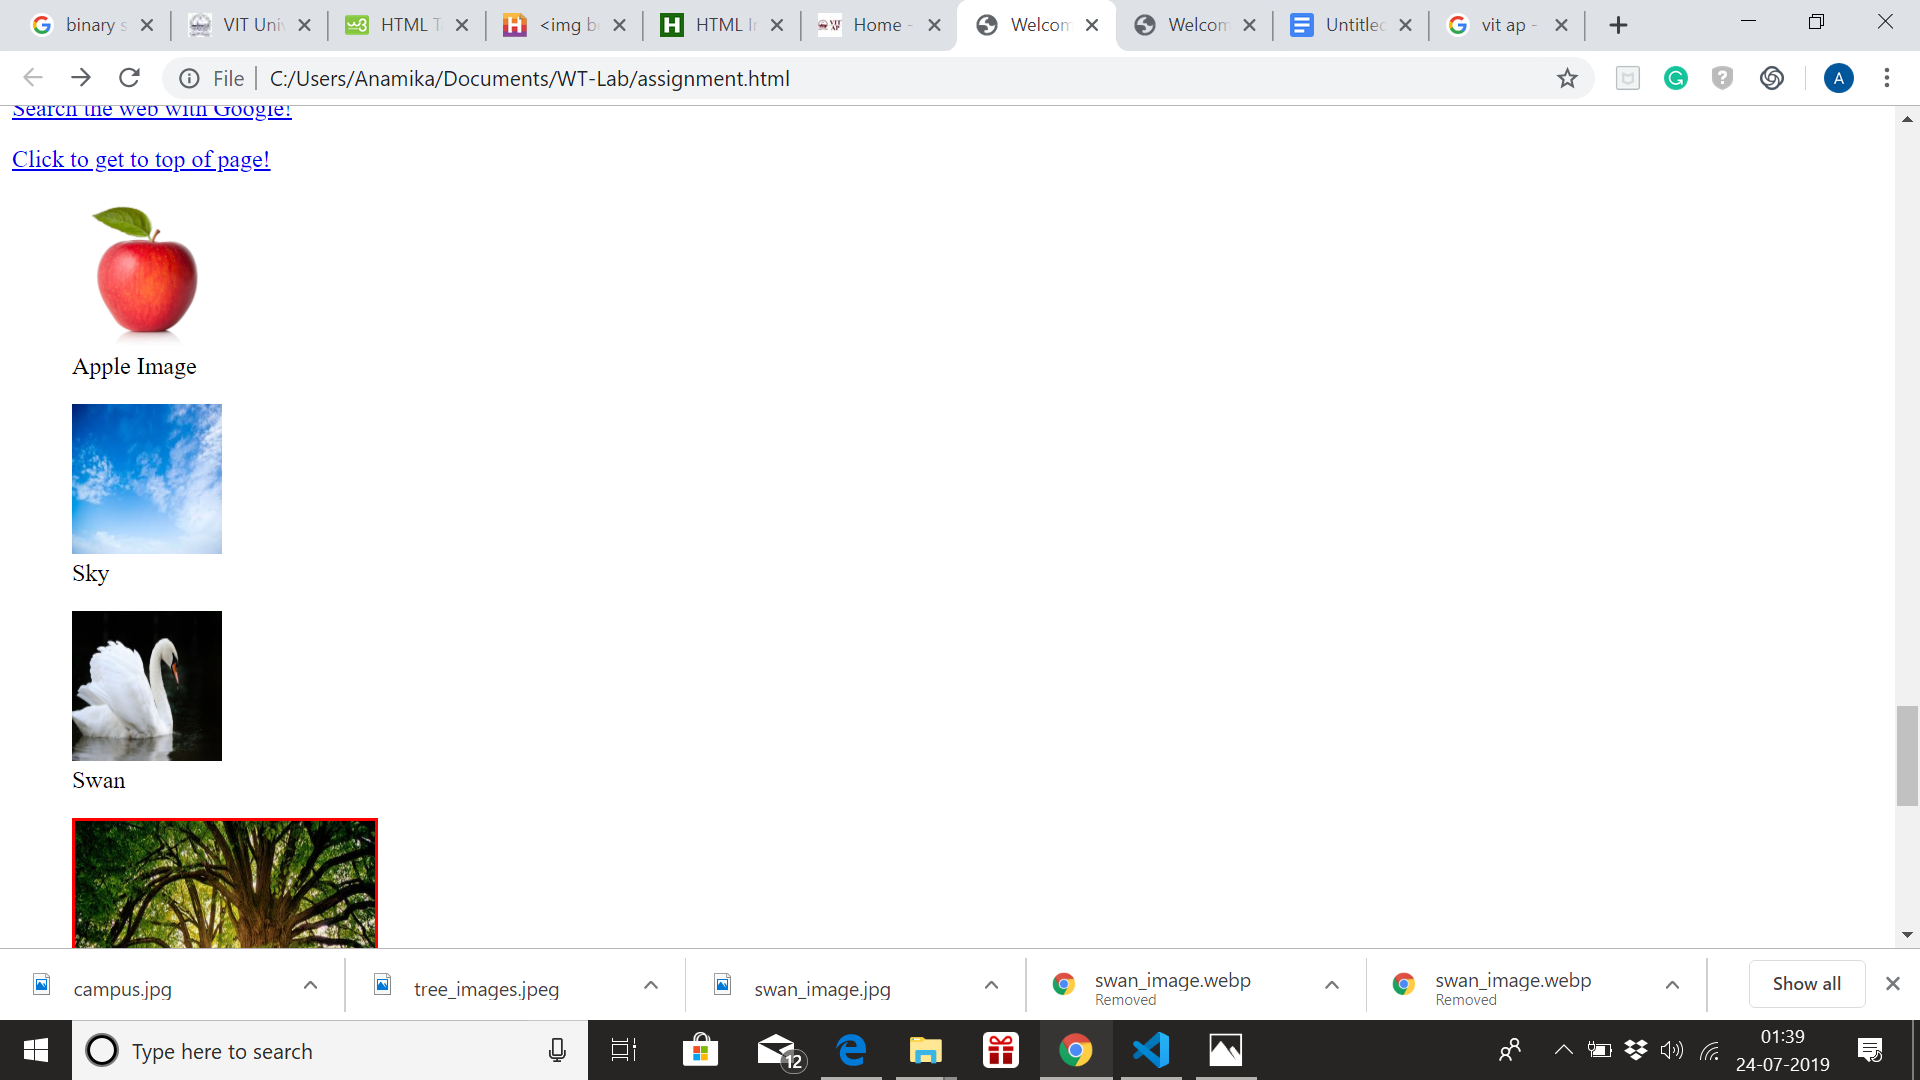 binary s
VIT Univ
HTML T
<img b
HTML I
Home -
Welcom
Welcom
Untitled
vit ap -
File
C:/Users/Anamika/Documents/WT-Lab/assignment.html
A
Search the web with Google!
Click to get to top of page!
Apple Image
Sky
Swan
campus.jpg
tree_images.jpeg
swan_image.jpg
swan_image.webp
Removed
swan_image.webp
Removed
Show all
Type here to search
12
01:39
24-07-2019